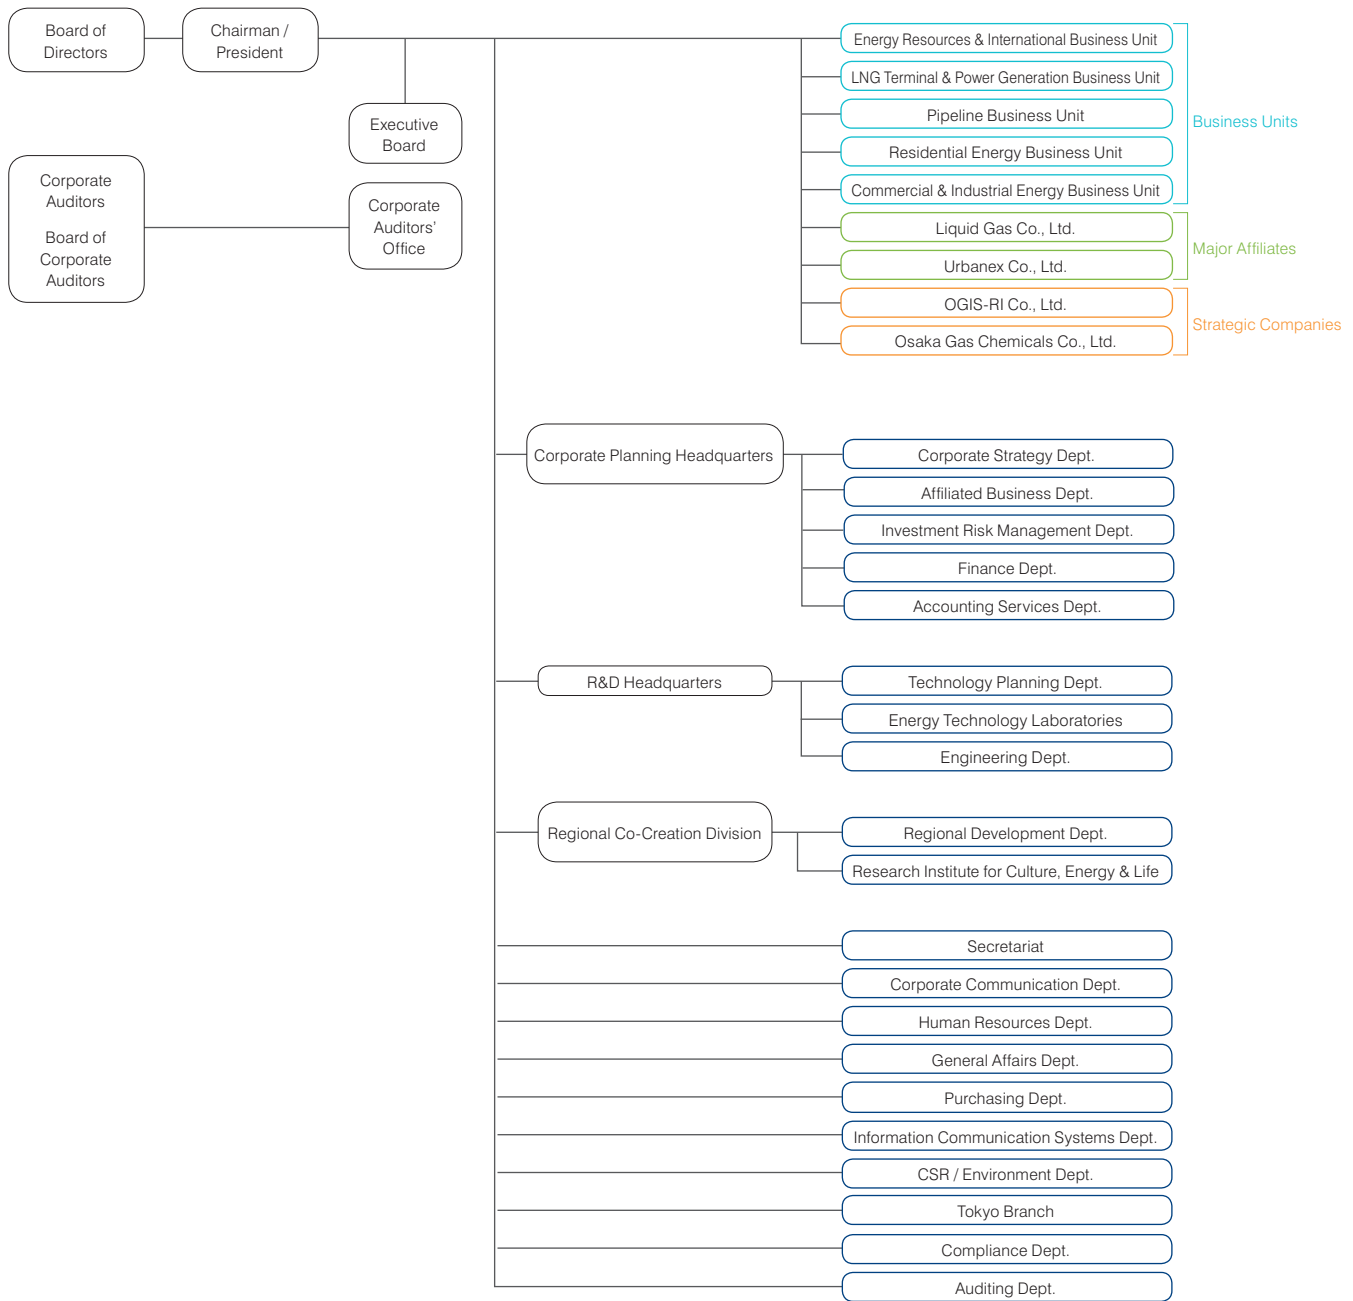 Board of
Directors
Chairman /
President
Executive
Board
Corporate
Auditors
Board of
Corporate
Auditors
Corporate
Auditors'
Office
Energy Resources & International Business Unit
LNG Terminal & Power Generation Business Unit
Pipeline Business Unit
Residential Energy Business Unit
Commercial & Industrial Energy Business Unit
Business Units
Liquid Gas Co., Ltd.
Urbanex Co., Ltd.
Major Affiliates
OGIS-RI Co., Ltd.
Osaka Gas Chemicals Co., Ltd.
Strategic Companies
Corporate Planning Headquarters
Corporate Strategy Dept.
Affiliated Business Dept.
Investment Risk Management Dept.
Finance Dept.
Accounting Services Dept.
R&D Headquarters
Technology Planning Dept.
Energy Technology Laboratories
Engineering Dept.
Regional Co-Creation Division
Regional Development Dept.
Research Institute for Culture, Energy & Life
Secretariat
Corporate Communication Dept.
Human Resources Dept.
General Affairs Dept.
Purchasing Dept.
Information Communication Systems Dept.
CSR / Environment Dept.
Tokyo Branch
Compliance Dept.
Auditing Dept.